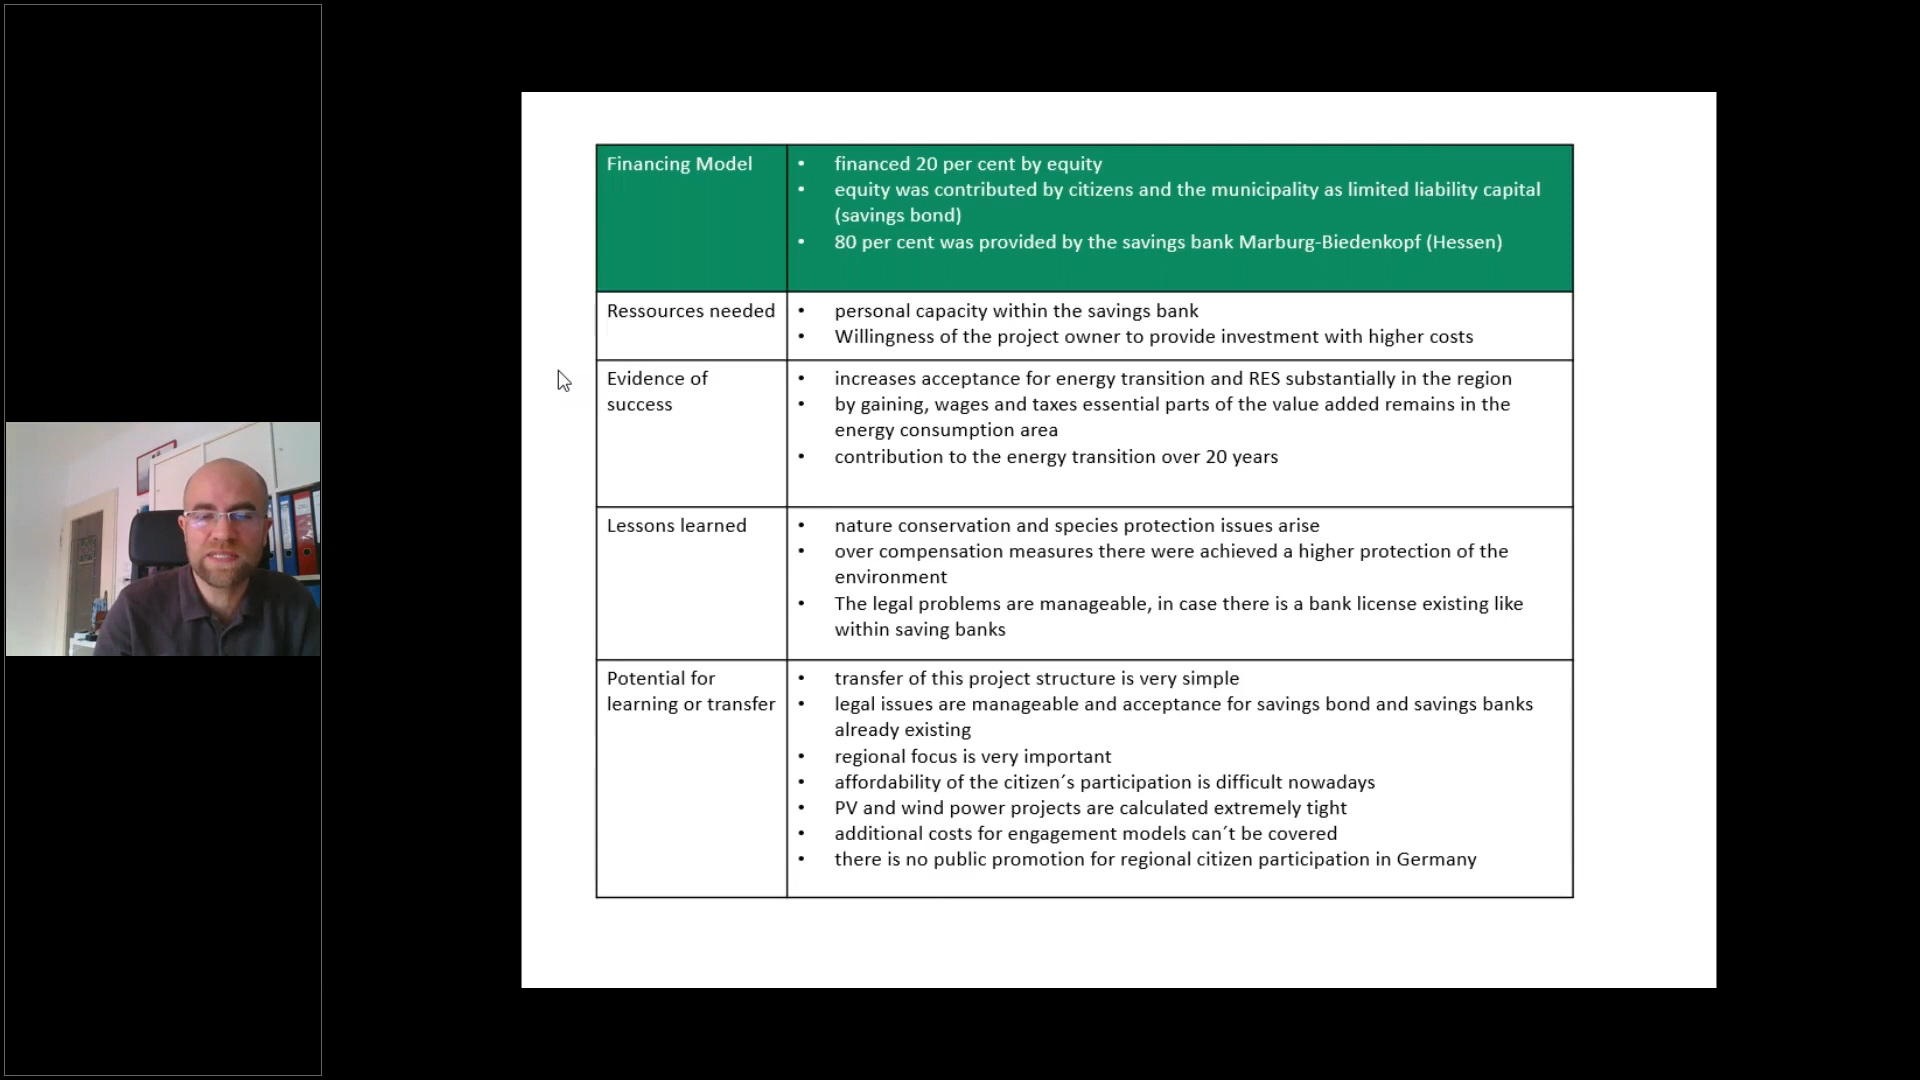 Financing Model
• financed 20 per cent by equity
• equity was contributed by citizens and the municipality as limited liability capital
(savings bond)
• 80 per cent was provided by the savings bank Marburg-Biedenkopf (Hessen)
Ressources needed
• personal capacity within the savings bank
• Willingness of the project owner to provide investment with higher costs
Evidence of
success
• increases acceptance for energy transition and RES substantially in the region
• by gaining, wages and taxes essential parts of the value added remains in the
energy consumption area
• contribution to the energy transition over 20 years
Lessons learned
• nature conservation and species protection issues arise
• over compensation measures there were achieved a higher protection of the
environment
• The legal problems are manageable, in case there is a bank license existing like
within saving banks
Potential for
learning or transfer
• transfer of this project structure is very simple
• legal issues are manageable and acceptance for savings bond and savings banks
already existing
• regional focus is very important
• affordability of the citizen´s participation is difficult nowadays
• PV and wind power projects are calculated extremely tight
• additional costs for engagement models can´t be covered
• there is no public promotion for regional citizen participation in Germany